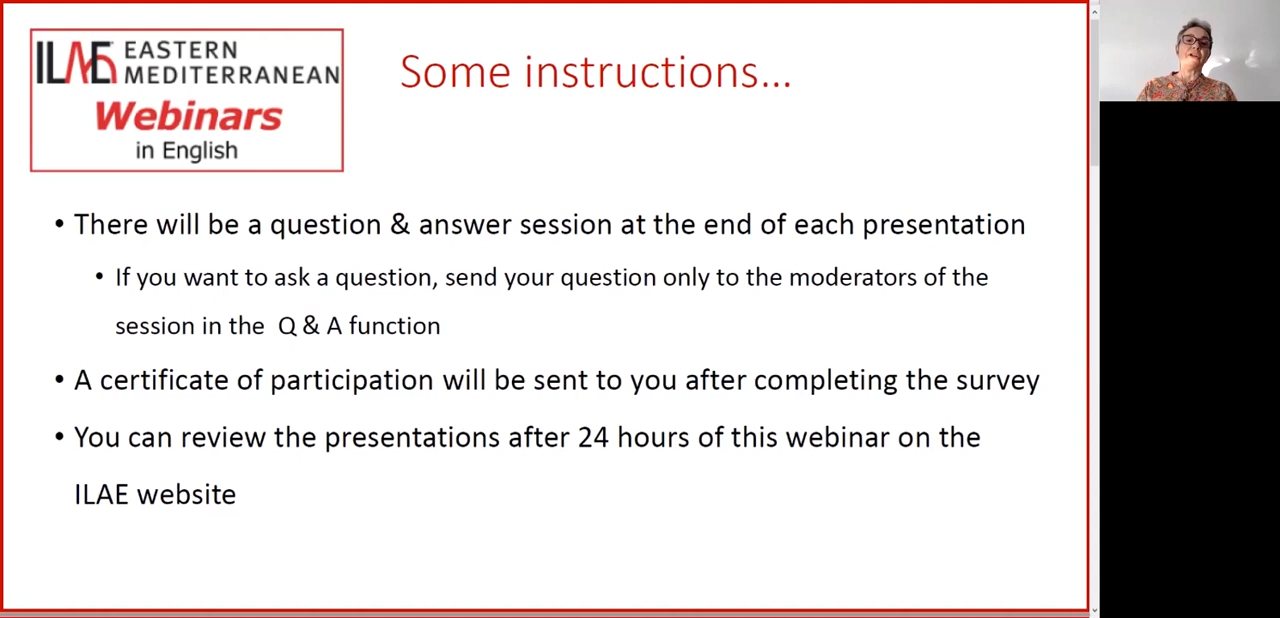 ILAE EASTERN
MEDITERRANEAN
Webinars
in English
Some instructions...
• There will be a question & answer session at the end of each presentation
• If you want to ask a question, send your question only to the moderators of the
session in the Q & A function
• A certificate of participation will be sent to you after completing the survey
• You can review the presentations after 24 hours of this webinar on the
ILAE website